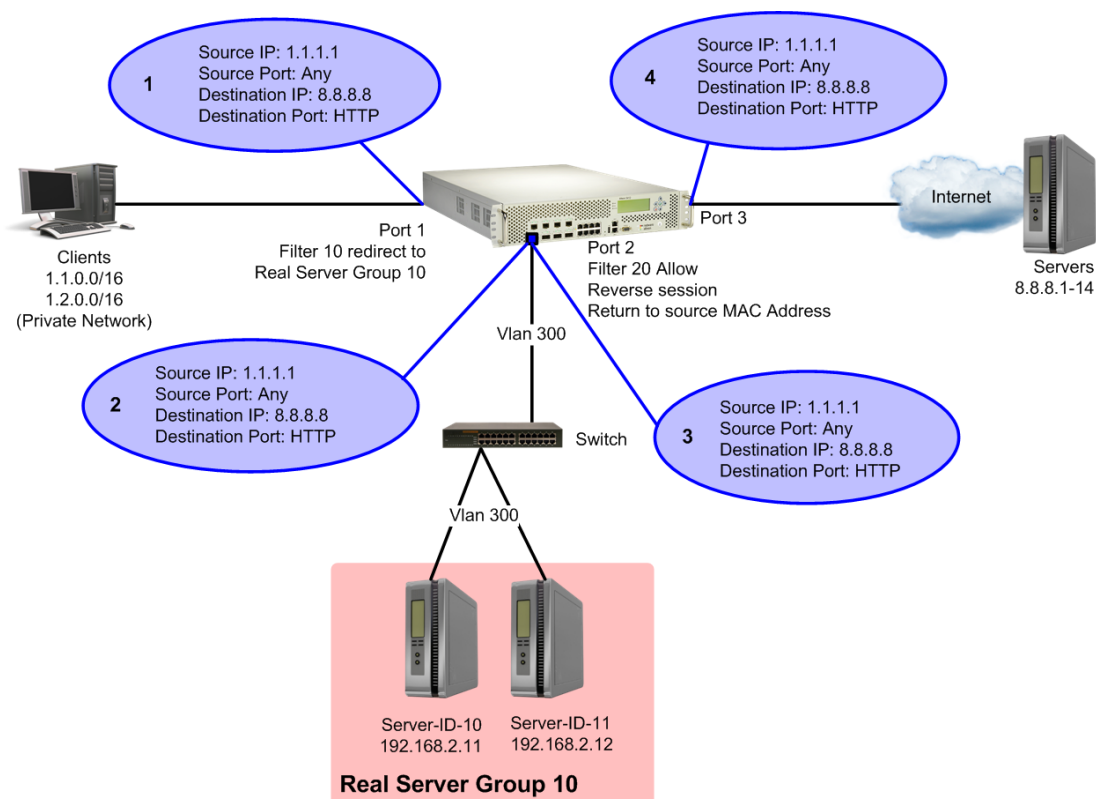 1
Source IP: 1.1.1.1
Source Port: Any
Destination IP: 8.8.8.8
Destination Port: HTTP
4
Source IP: 1.1.1.1
Source Port: Any
Destination IP: 8.8.8.8
Destination Port: HTTP
Clients
1.1.0.0/16
1.2.0.0/16
(Private Network)
Port 1
Filter 10 redirect to
Real Server Group 10
Port 2
Filter 20 Allow
Reverse session
Return to source MAC Address
Port 3
Internet
Servers
8.8.8.1-14
Vlan 300
2
Source IP: 1.1.1.1
Source Port: Any
Destination IP: 8.8.8.8
Destination Port: HTTP
3
Source IP: 1.1.1.1
Source Port: Any
Destination IP: 8.8.8.8
Destination Port: HTTP
Switch
Vlan 300
Server-ID-10
192.168.2.11
Server-ID-11
192.168.2.12
Real Server Group 10